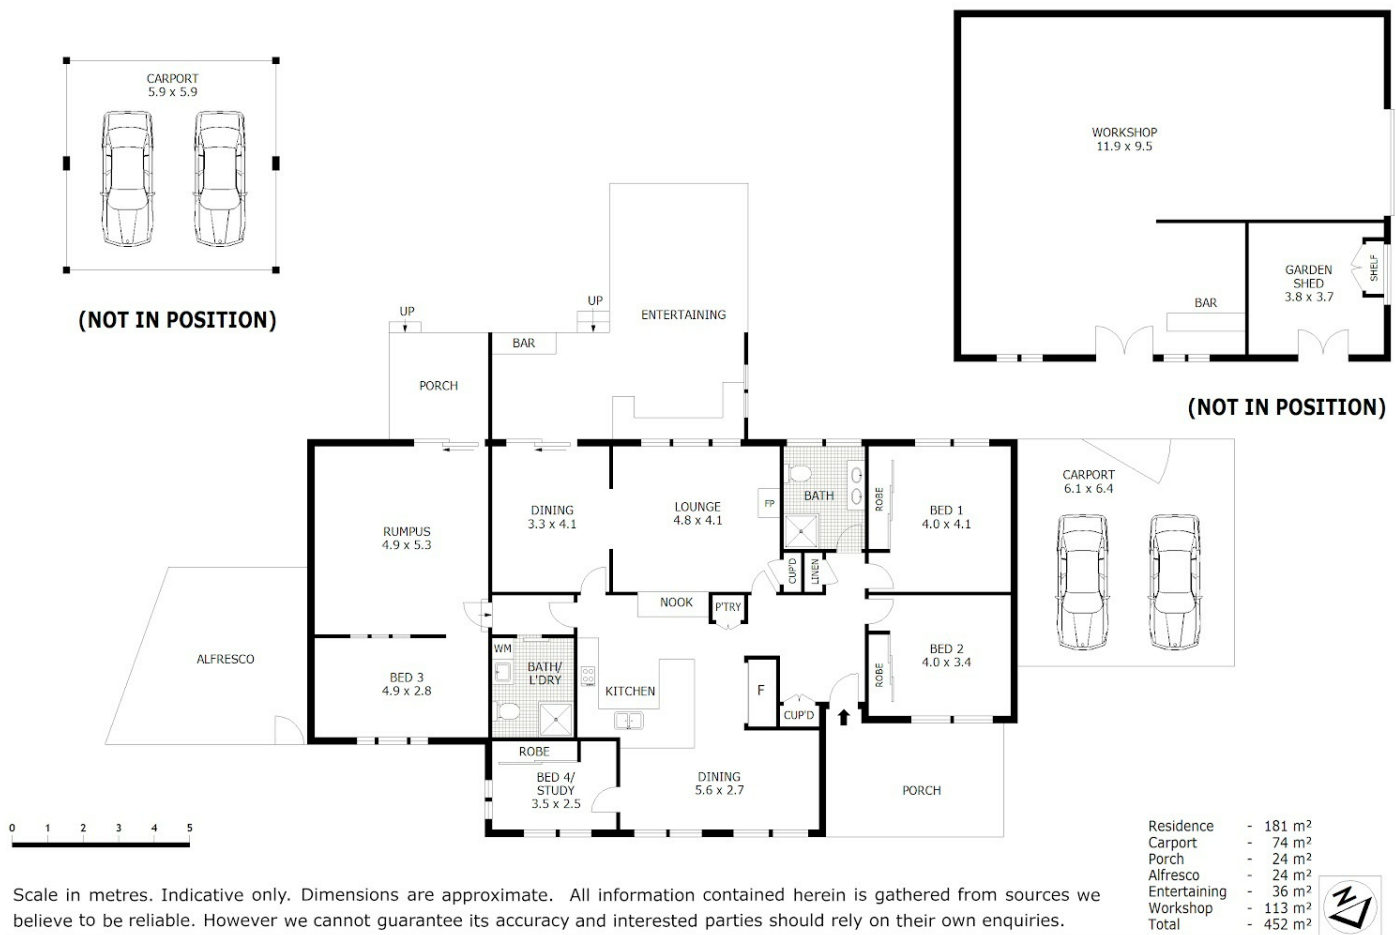 CARPORT
5.9 x 5.9
(NOT IN POSITION)
WORKSHOP
11.9 x 9.5
GARDEN
SHED
3.8 x 3.7
SHELF
BAR
(NOT IN POSITION)
UP
UP
ENTERTAINING
BAR
PORCH
RUMPUS
4.9 x 5.3
DINING
3.3 x 4.1
LOUNGE
4.8 x 4.1
FP
BATH
ROBE
BED 1
4.0 x 4.1
CARPORT
6.1 x 6.4
CUP'D
LINEN
NOOK
P'TRY
ALFRESCO
BED 3
4.9 x 2.8
WM
BATH/
L'DRY
KITCHEN
F
CUP'D
ROBE
BED 2
4.0 x 3.4
ROBE
BED 4/
STUDY
3.5 x 2.5
DINING
5.6 x 2.7
PORCH
0 1 2 3 4 5
Residence - 181 m²
Carport - 74 m²
Porch - 24 m²
Alfresco - 24 m²
Entertaining - 36 m²
Workshop - 113 m²
Total - 452 m²
N
Scale in metres. Indicative only. Dimensions are approximate. All information contained herein is gathered from sources we
believe to be reliable. However we cannot guarantee its accuracy and interested parties should rely on their own enquiries.